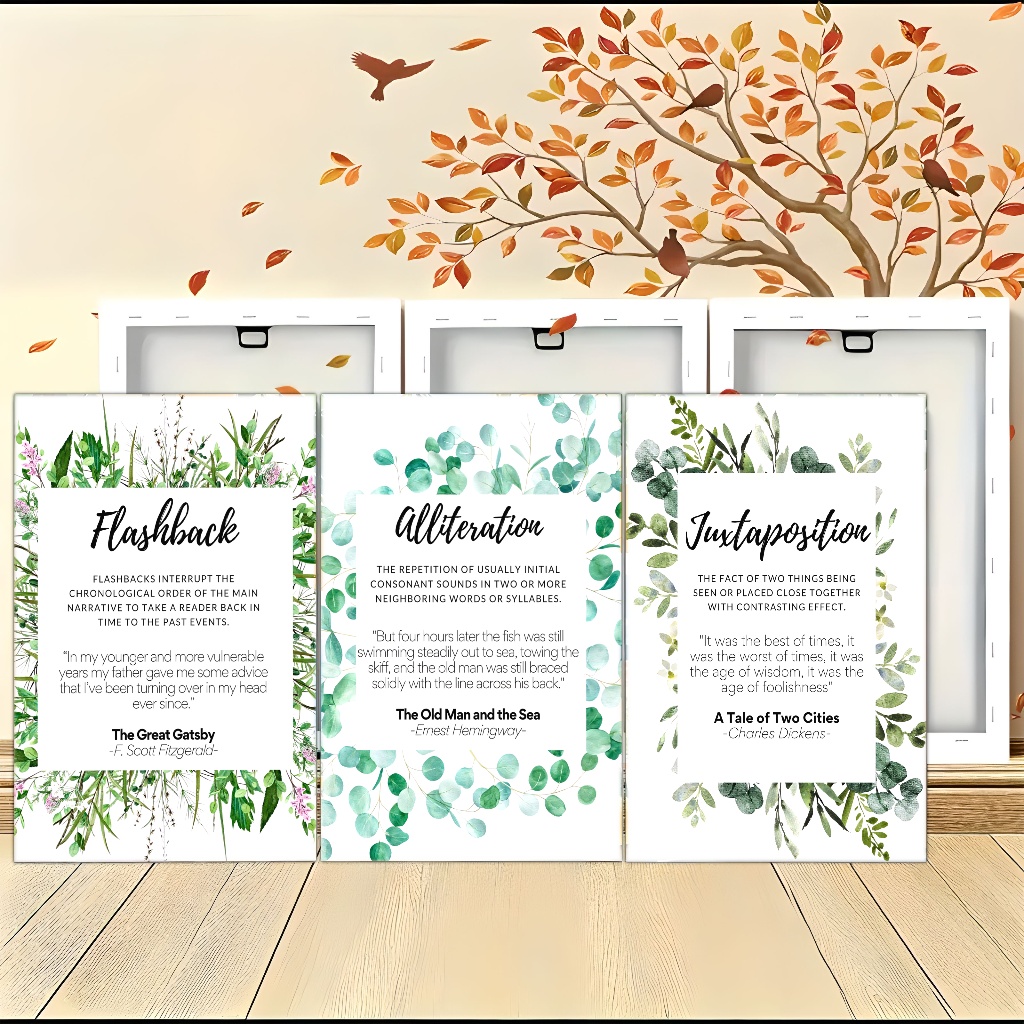 Flashback
FLASHBACKS INTERRUPT THE
CHRONOLOGICAL ORDER OF THE MAIN
NARRATIVE TO TAKE A READER BACK IN
TIME TO THE PAST EVENTS.
"In my younger and more vulnerable
years my father gave me some advice
that I've been turning over in my head
ever since."
The Great Gatsby
-F. Scott Fitzgerald-
Alliteration
THE REPETITION OF USUALLY INITIAL
CONSONANT SOUNDS IN TWO OR MORE
NEIGHBORING WORDS OR SYLLABLES.
"But four hours later the fish was still
swimming steadily out to sea, towing the
skiff, and the old man was still braced
solidly with the line across his back."
The Old Man and the Sea
-Ernest Hemingway-
Juxtaposition
THE FACT OF TWO THINGS BEING
SEEN OR PLACED CLOSE TOGETHER
WITH CONTRASTING EFFECT.
"It was the best of times, it
was the worst of times, it was
the age of wisdom, it was the
age of foolishness"
A Tale of Two Cities
-Charles Dickens-